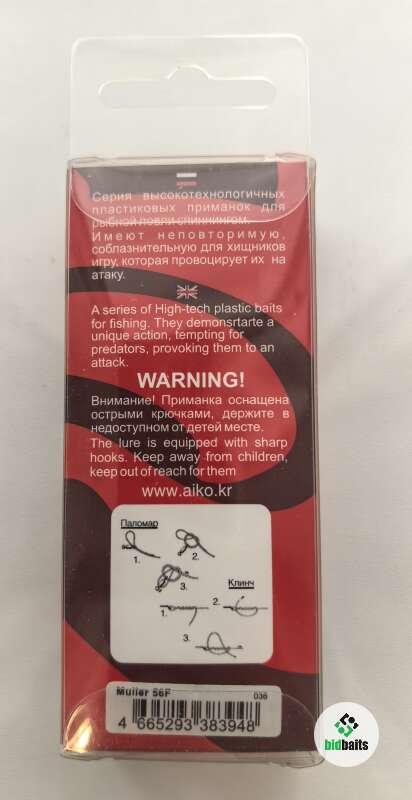 Серия высокотехнологичных
пластиковых приманок для
рыбной ловли спиннингом.
Имеют неповторимую,
соблазнительную для хищников
игру, которая провоцирует их на
атаку.
A series of High-tech plastic baits
for fishing. They demonsrtarte a
unique action, tempting for
predators, provoking them to an
attack.
WARNING!
Внимание! Приманка оснащена
острыми крючками, держите в
недоступном от детей месте.
The lure is equipped with sharp
hooks. Keep away from children,
keep out of reach for them
www.aiko.kr
Паломар
1. 2.
3. Клинч
1. 2.
3.
Muller 56F 036
4 665293 383948
bidbaits